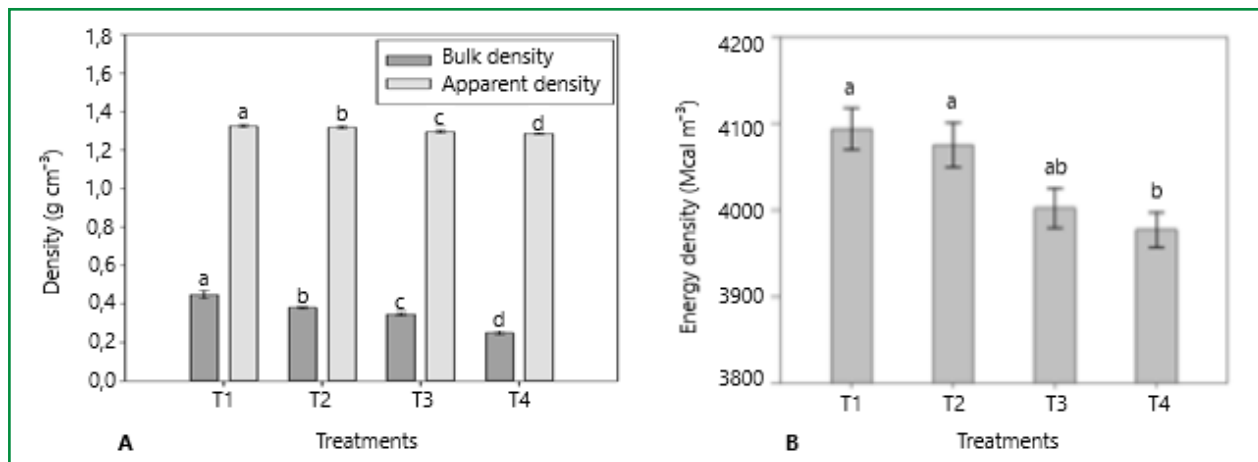 1,8
1,6
1,4
1,2
1,0
0,8
0,6
0,4
0,2
0,0
Density (g cm⁻³)
Bulk density
Apparent density
a
a
b
b
c
c
d
d
T1
T2
T3
T4
A
Treatments
4200
4100
4000
3900
3800
Energy density (Mcal m⁻³)
a
a
ab
b
T1
T2
T3
T4
B
Treatments